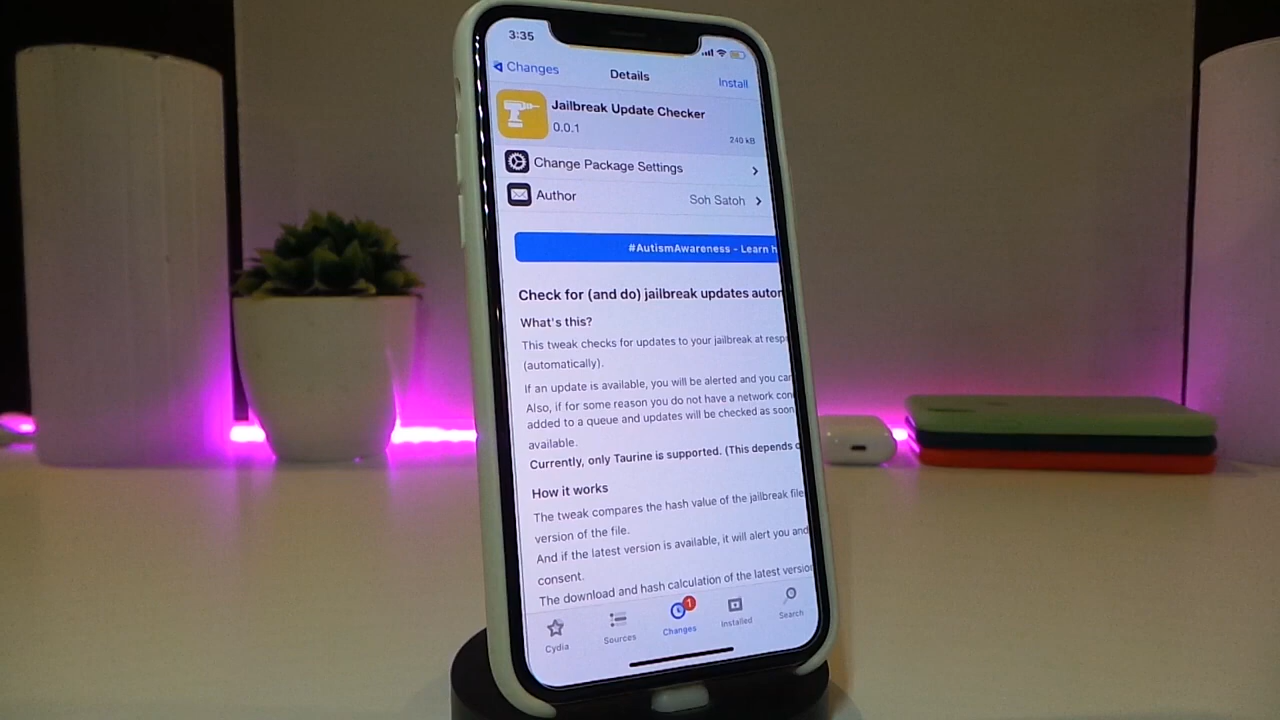 3:35
Changes
Details
Install
Jailbreak Update Checker
0.0.1
240 kB
Change Package Settings
Author
Soh Satoh
#AutismAwareness - Learn h
Check for (and do) jailbreak updates autor
What's this?
This tweak checks for updates to your jailbreak at resp
(automatically).
If an update is available, you will be alerted and you can
Also, if for some reason you do not have a network con
added to a queue and updates will be checked as soon
available.
Currently, only Taurine is supported. (This depends o
How it works
The tweak compares the hash value of the jailbreak file
version of the file.
And if the latest version is available, it will alert you and
consent.
The download and hash calculation of the latest version
1
Cydia
Sources
Changes
Installed
Search